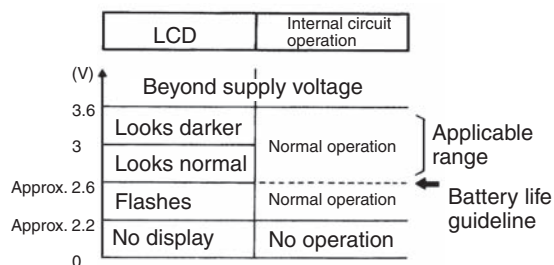 LCD
Internal circuit
operation
(V)
Beyond supply voltage
3.6
Looks darker
Normal operation
Applicable
range
3
Looks normal
Approx. 2.6
Flashes
Normal operation
Battery life
guideline
Approx. 2.2
No display
No operation
0